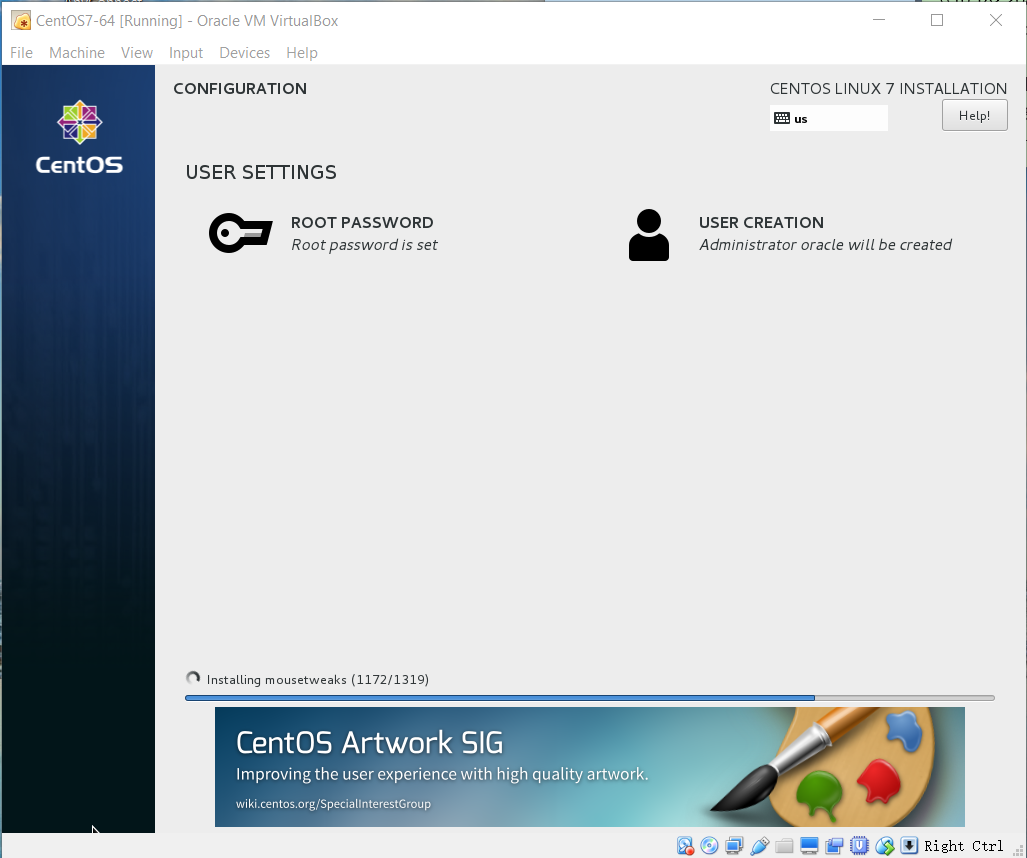 CentOS7-64 [Running] - Oracle VM VirtualBox
File Machine View Input Devices Help
CentOS
CONFIGURATION
CENTOS LINUX 7 INSTALLATION
us
Help!
USER SETTINGS
ROOT PASSWORD
Root password is set
USER CREATION
Administrator oracle will be created
Installing mousetweaks (1172/1319)
CentOS Artwork SIG
Improving the user experience with high quality artwork.
wiki.centos.org/SpecialInterestGroup
Right Ctrl